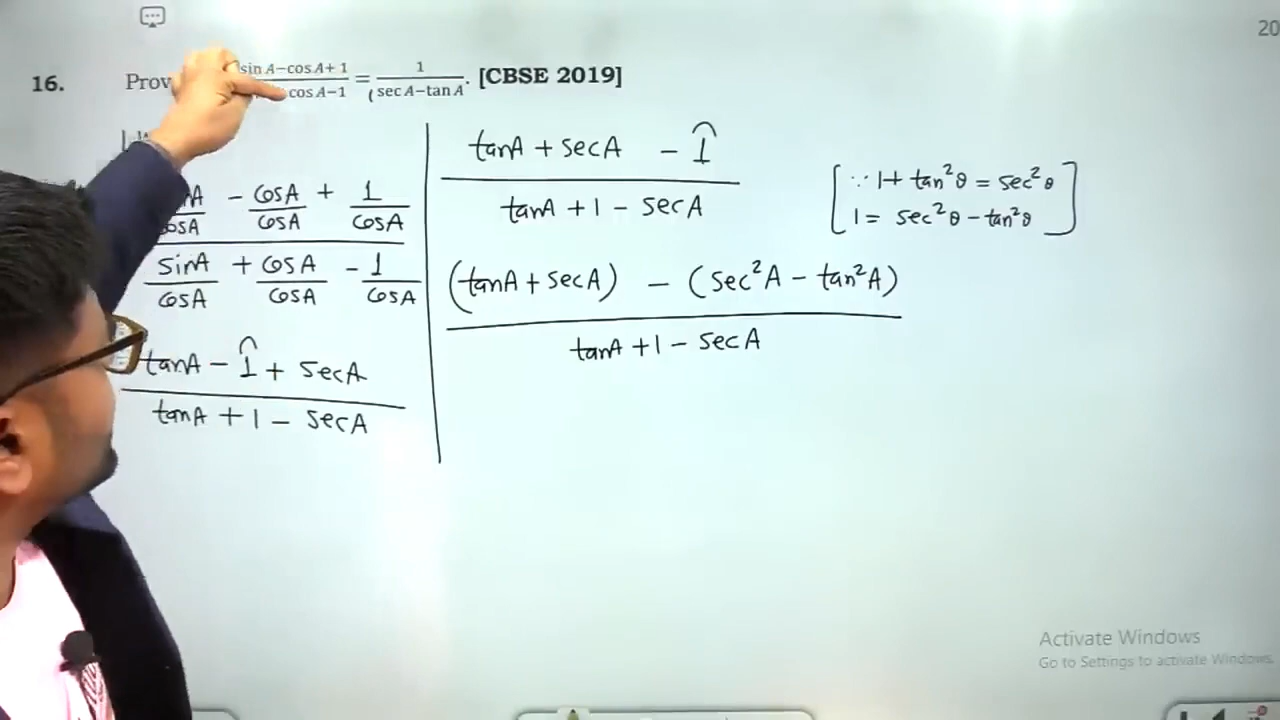 20
16. Prov sin A−cos A+ 1 / cos A−1 = 1 / (sec A−tan A . [CBSE 2019]
− cosA/cosA + 1/cosA
sinA/cosA + cosA/cosA − 1/cosA
tanA − 1 + secA
tanA + 1 − secA
tanA + secA − 1
tanA + 1 − secA
(tanA + secA) − (sec²A − tan²A)
tanA + 1 − secA
[∵ 1 + tan²θ = sec²θ
1 = sec²θ − tan²θ]
Activate Windows
Go to Settings to activate Windows.